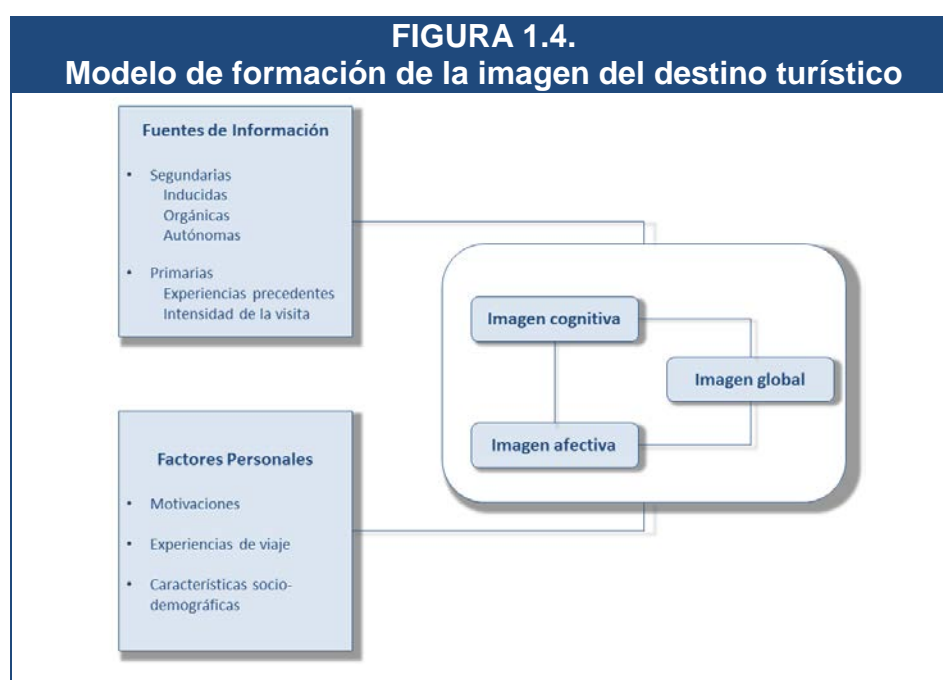 FIGURA 1.4.
Modelo de formación de la imagen del destino turístico
Fuentes de Información
• Segundarias
Inducidas
Orgánicas
Autónomas
• Primarias
Experiencias precedentes
Intensidad de la visita
Factores Personales
• Motivaciones
• Experiencias de viaje
• Características socio-
demográficas
Imagen cognitiva
Imagen global
Imagen afectiva